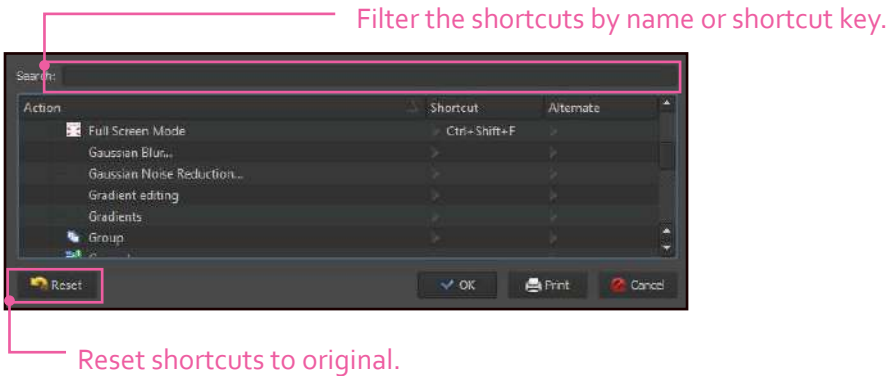 Filter the shortcuts by name or shortcut key.
Search:
Action Shortcut Alternate
Full Screen Mode Ctrl+Shift+F
Gaussian Blur...
Gaussian Noise Reduction...
Gradient editing
Gradients
Group
Reset OK Print Cancel
Reset shortcuts to original.